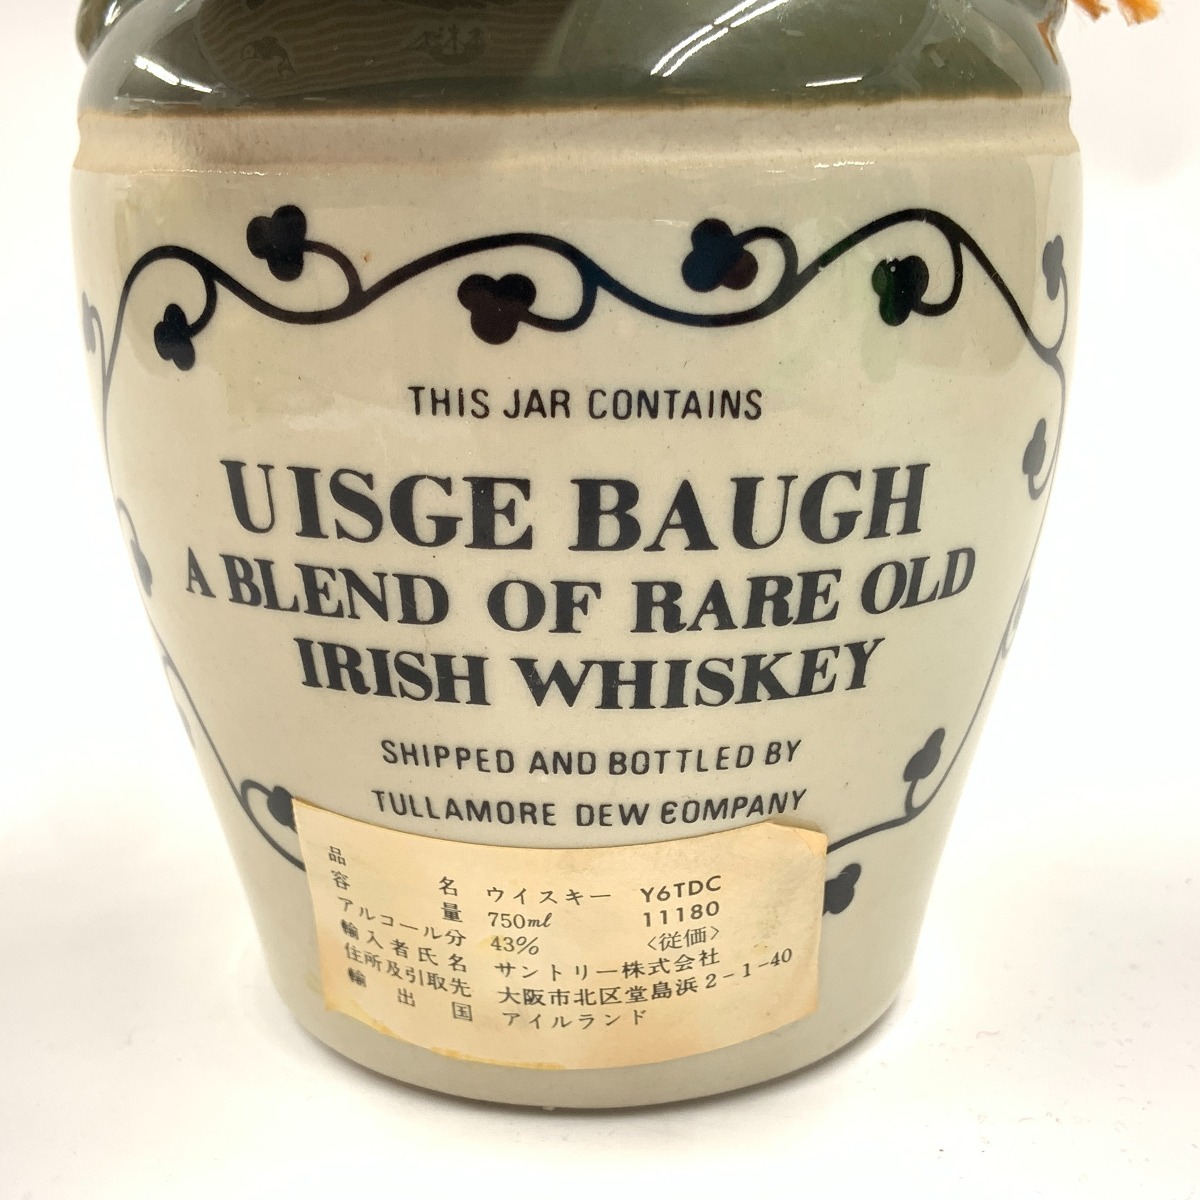 THIS JAR CONTAINS
UISGE BAUGH
A BLEND OF RARE OLD
IRISH WHISKEY
SHIPPED AND BOTTLED BY
TULLAMORE DEW COMPANY
品名 ウイスキー Y6TDC
容量 750ml 11180
アルコール分 43% <従価>
輸入者氏名 サントリー株式会社
住所及引取先 大阪市北区堂島浜2-1-40
輸出国 アイルランド